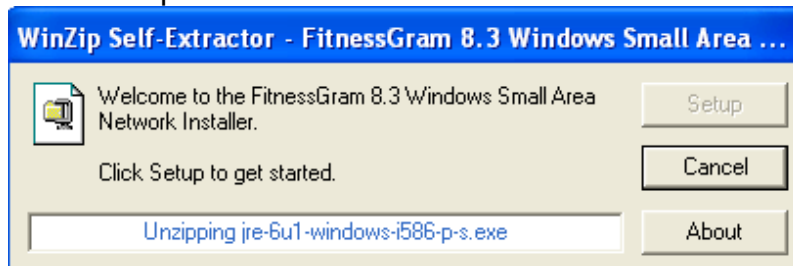 WinZip Self-Extractor - FitnessGram 8.3 Windows Small Area ...
Welcome to the FitnessGram 8.3 Windows Small Area
Network Installer.
Setup
Click Setup to get started.
Cancel
Unzipping jre-6u1-windows-i586-p-s.exe
About